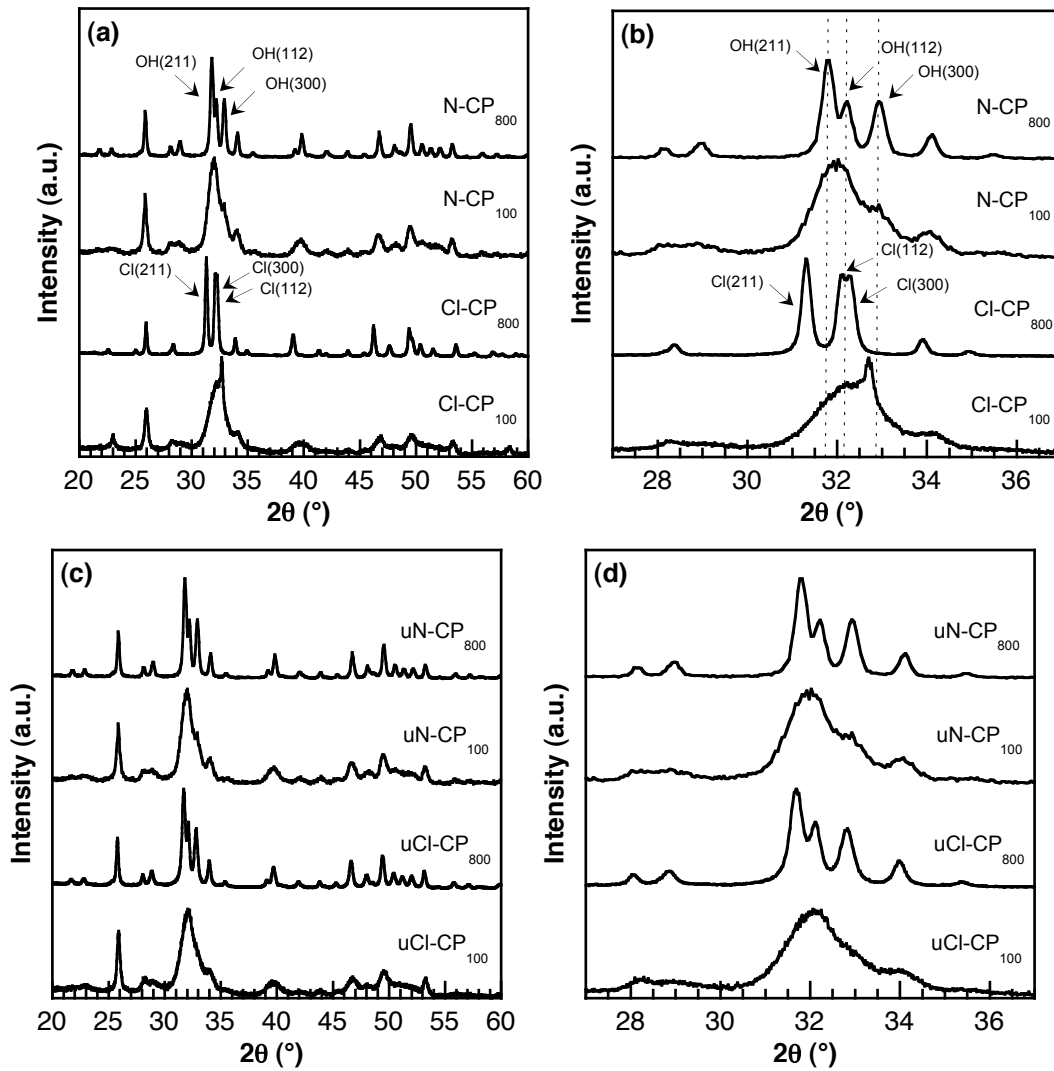 (a)
OH(211)
OH(112)
OH(300)
N-CP800
N-CP100
Cl(211)
Cl(300)
Cl(112)
Cl-CP800
Cl-CP100
Intensity (a.u.)
20 25 30 35 40 45 50 55 60
2θ (°)
(b)
OH(211)
OH(112)
OH(300)
N-CP800
N-CP100
Cl(112)
Cl(211)
Cl(300)
Cl-CP800
Cl-CP100
Intensity (a.u.)
28 30 32 34 36
2θ (°)
(c)
uN-CP800
uN-CP100
uCl-CP800
uCl-CP100
Intensity (a.u.)
20 25 30 35 40 45 50 55 60
2θ (°)
(d)
uN-CP800
uN-CP100
uCl-CP800
uCl-CP100
Intensity (a.u.)
28 30 32 34 36
2θ (°)